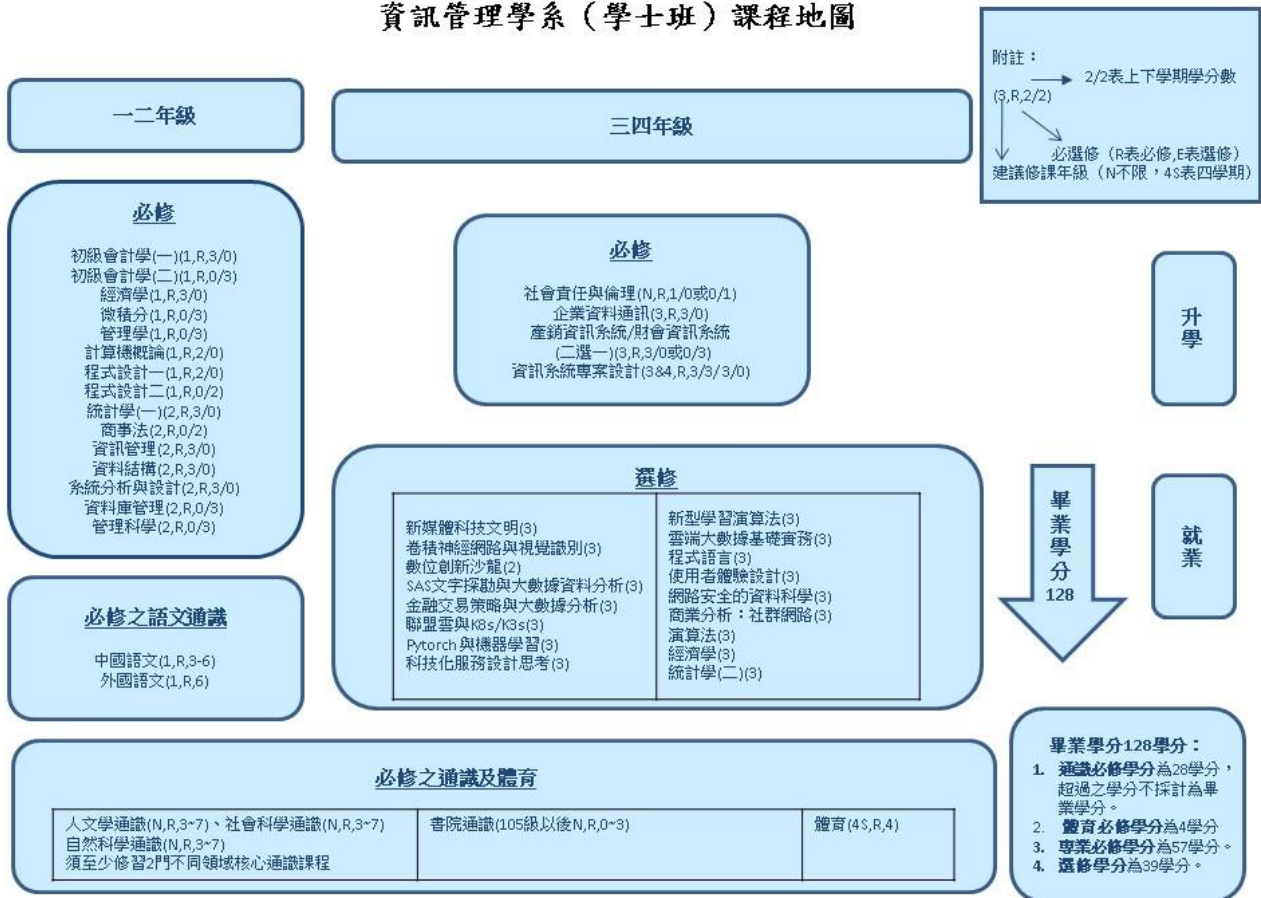 資訊管理學系（學士班）課程地圖
附註：
2/2表上下學期學分數
(3,R,2/2)
必選修（R表必修,E表選修）
建議修課年級（N不限，4S表四學期）
一二年級
三四年級
必修
初級會計學(一)(1,R,3/0)
初級會計學(二)(1,R,0/3)
經濟學(1,R,3/0)
微積分(1,R,0/3)
管理學(1,R,0/3)
計算機概論(1,R,2/0)
程式設計一(1,R,2/0)
程式設計二(1,R,0/2)
統計學(一)(2,R,3/0)
商事法(2,R,0/2)
資訊管理(2,R,3/0)
資料結構(2,R,3/0)
系統分析與設計(2,R,3/0)
資料庫管理(2,R,0/3)
管理科學(2,R,0/3)
必修
社會責任與倫理(N,R,1/0或0/1)
企業資料通訊(3,R,3/0)
產銷資訊系統/財會資訊系統
(二選一)(3,R,3/0或0/3)
資訊系統專案設計(3&4,R,3/3/3/0)
升學
選修
新媒體科技文明(3)
卷積神經網路與視覺識別(3)
數位創新沙龍(2)
SAS文字探勘與大數據資料分析(3)
金融交易策略與大數據分析(3)
聯盟雲與K8s/K3s(3)
Pytorch與機器學習(3)
科技化服務設計思考(3)
新型學習演算法(3)
雲端大數據基礎實務(3)
程式語言(3)
使用者體驗設計(3)
網路安全的資料科學(3)
商業分析：社群網路(3)
演算法(3)
經濟學(3)
統計學(二)(3)
畢業學分128
就業
必修之語文通識
中國語文(1,R,3-6)
外國語文(1,R,6)
必修之通識及體育
人文學通識(N,R,3~7)、社會科學通識(N,R,3~7)
自然科學通識(N,R,3~7)
須至少修習2門不同領域核心通識課程
書院通識(105級以後N,R,0~3)
體育(4S,R,4)
畢業學分128學分：
1. 通識必修學分為28學分，
超過之學分不採計為畢
業學分。
2. 體育必修學分為4學分
3. 專業必修學分為57學分。
4. 選修學分為39學分。